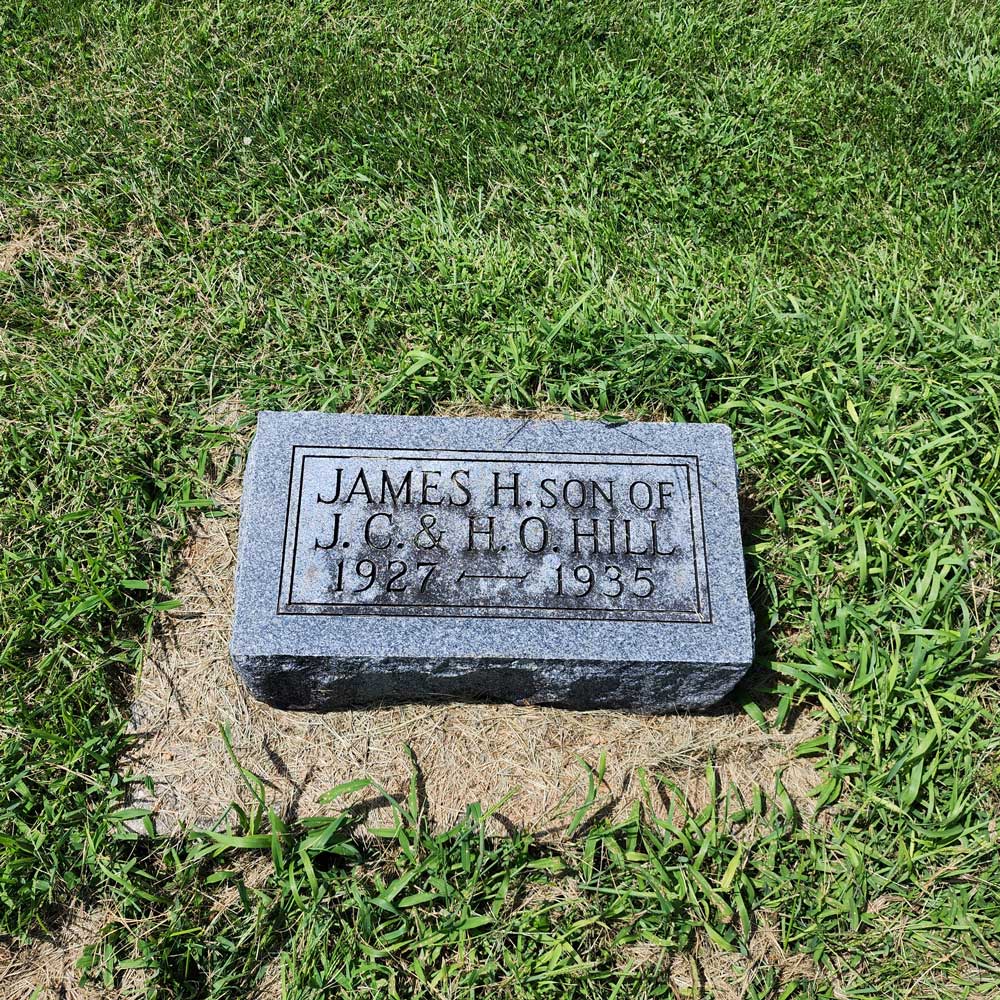 JAMES H. SON OF
J. C. & H. O. HILL
1927 — 1935